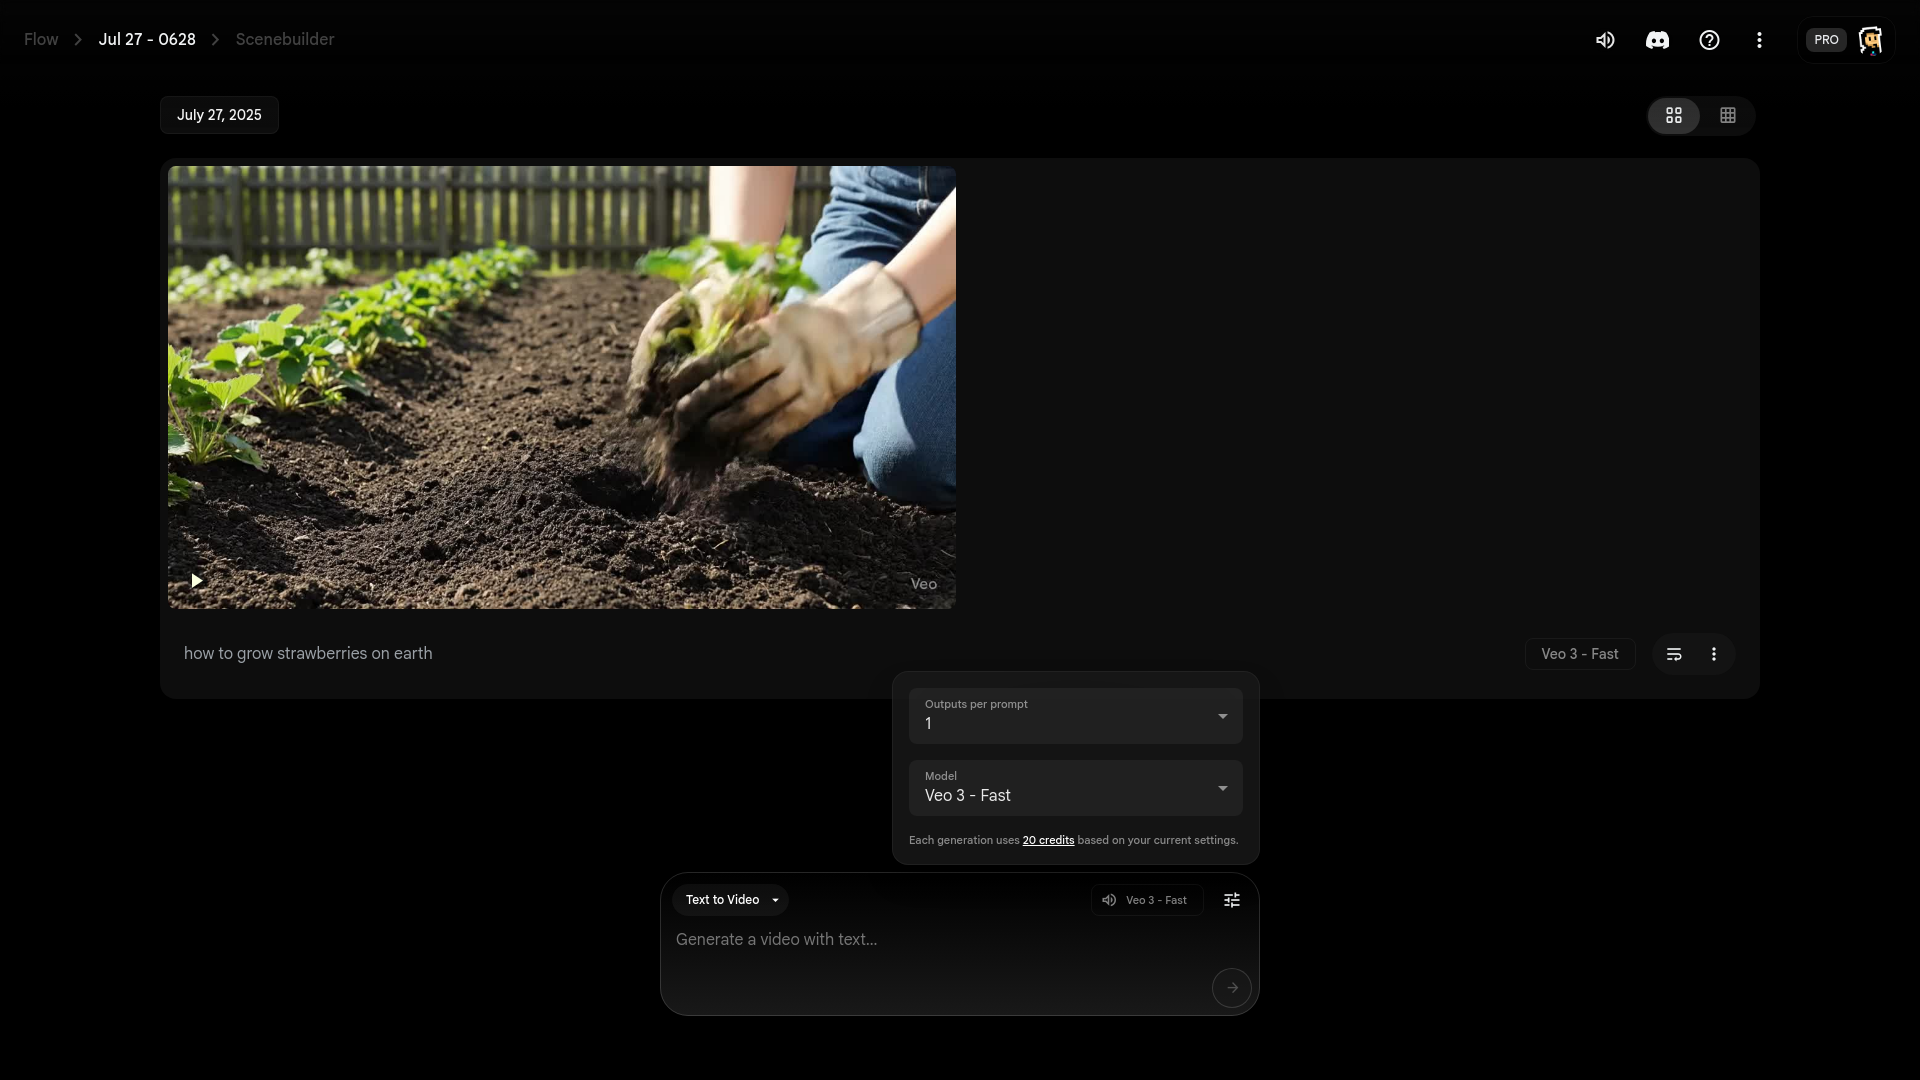 Flow > Jul 27 - 0628 > Scenebuilder
PRO
July 27, 2025
Veo
how to grow strawberries on earth
Veo 3 - Fast
Outputs per prompt
1
Model
Veo 3 - Fast
Each generation uses 20 credits based on your current settings.
Text to Video
Veo 3 - Fast
Generate a video with text...